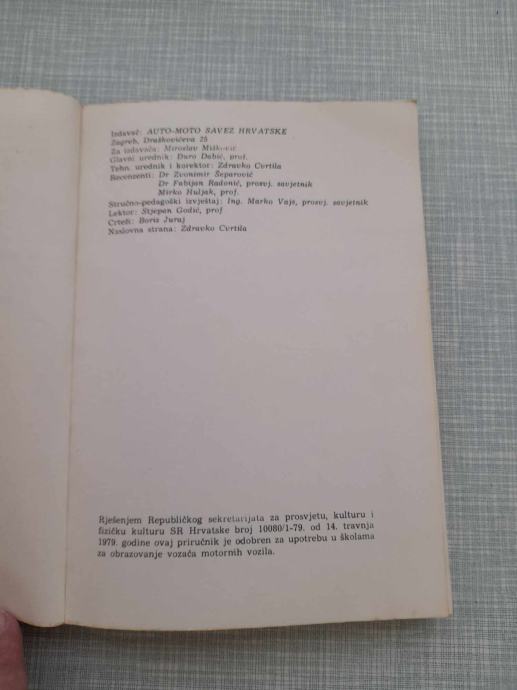 Izdavač: AUTO-MOTO SAVEZ HRVATSKE
Zagreb, Draškovićeva 25
Za izdavača: Miroslav Mišković
Glavni urednik: Đuro Dabić, prof.
Tehn. urednik i korektor: Zdravko Cvrtila
Recenzenti: Dr Zvonimir Šeparović
Dr Fabijan Radonić, prosvj. savjetnik
Mirko Huljak, prof.
Stručno-pedagoški izvještaj: Ing. Marko Vajs, prosvj. savjetnik
Lektor: Stjepan Godić, prof
Crteži: Boris Juraj
Naslovna strana: Zdravko Cvrtila
Rješenjem Republičkog sekretarijata za prosvjetu, kulturu i
fizičku kulturu SR Hrvatske broj 10080/1-79. od 14. travnja
1979. godine ovaj priručnik je odobren za upotrebu u školama
za obrazovanje vozača motornih vozila.